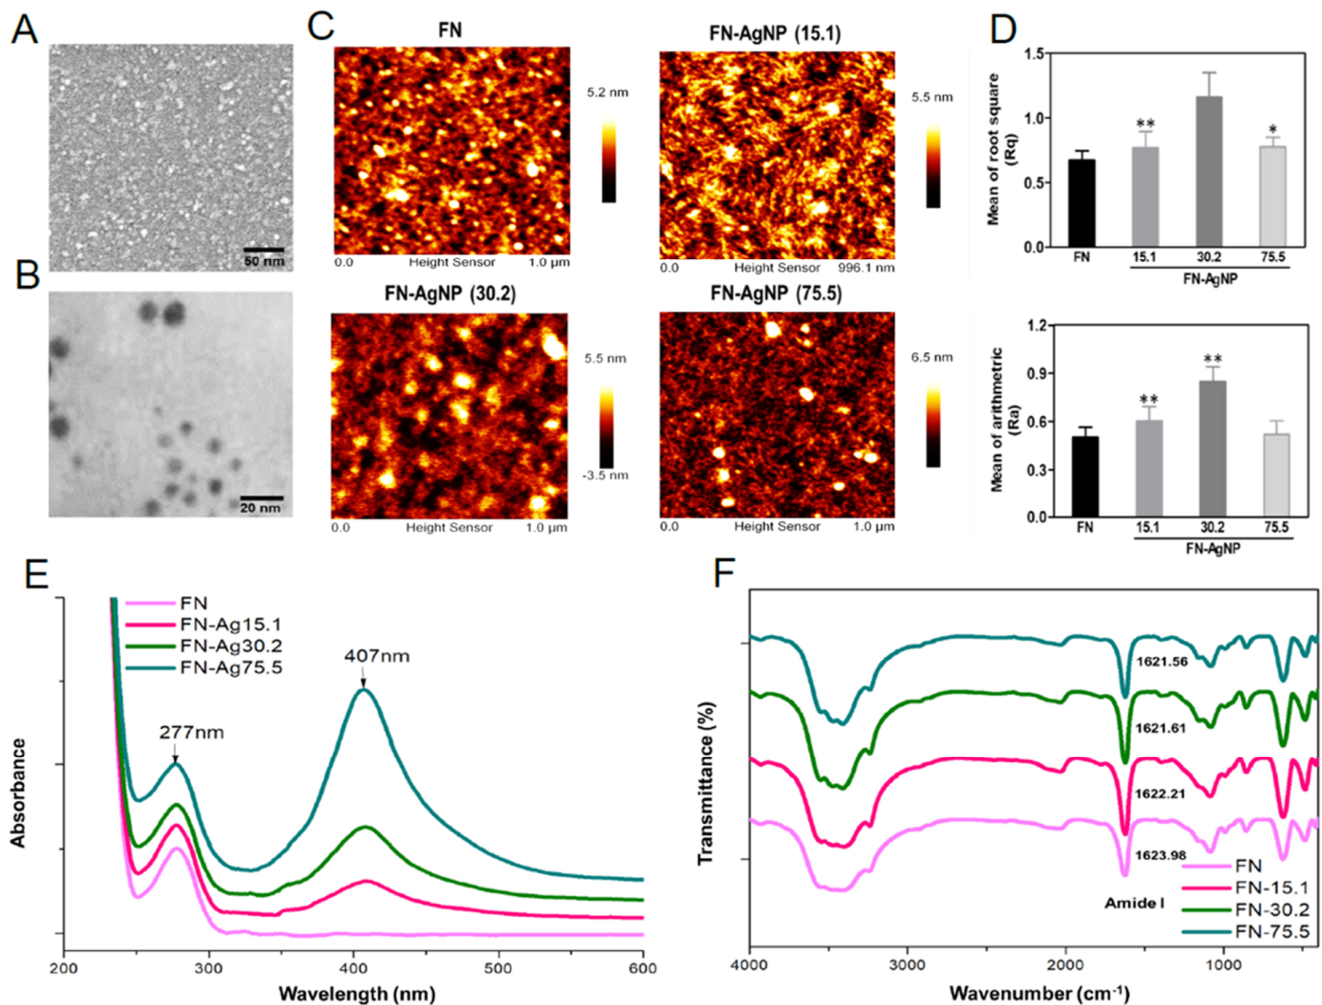 A
50 nm
B
20 nm
C
FN
5.2 nm
0.0 Height Sensor 1.0 µm
FN-AgNP (15.1)
5.5 nm
0.0 Height Sensor 996.1 nm
FN-AgNP (30.2)
5.5 nm
-3.5 nm
0.0 Height Sensor 1.0 µm
FN-AgNP (75.5)
6.5 nm
0.0 Height Sensor 1.0 µm
D
Mean of root square
(Rq)
1.5
1.0
0.5
0.0
**
*
FN 15.1 30.2 75.5
FN-AgNP
Mean of arithmetric
(Ra)
1.2
0.9
0.6
0.3
0.0
**
**
FN 15.1 30.2 75.5
FN-AgNP
E
FN
FN-Ag15.1
FN-Ag30.2
FN-Ag75.5
407nm
277nm
Absorbance
200 300 400 500 600
Wavelength (nm)
F
Transmittance (%)
1621.56
1621.61
1622.21
1623.98
Amide I
FN
FN-15.1
FN-30.2
FN-75.5
4000 3000 2000 1000
Wavenumber (cm-1)